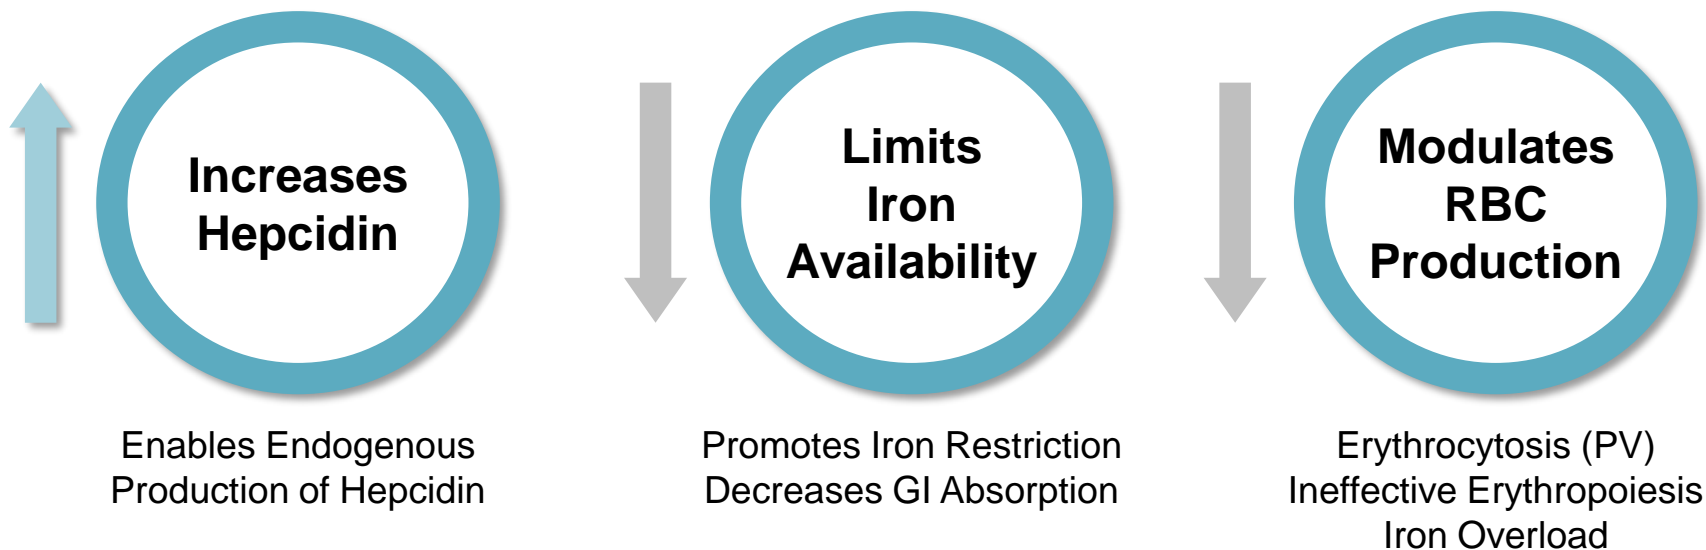 Increases
Hepcidin
Enables Endogenous
Production of Hepcidin
Limits
Iron
Availability
Promotes Iron Restriction
Decreases GI Absorption
Modulates
RBC
Production
Erythrocytosis (PV)
Ineffective Erythropoiesis
Iron Overload